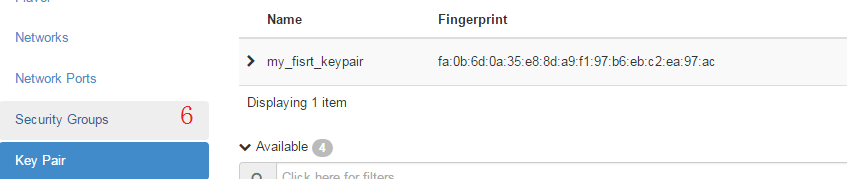 Name Fingerprint
Networks
my_fisrt_keypair fa:0b:6d:0a:35:e8:8d:a9:f1:97:b6:eb:c2:ea:97:ac
Network Ports
Displaying 1 item
Security Groups 6
Available 4
Key Pair
Click here for filters.